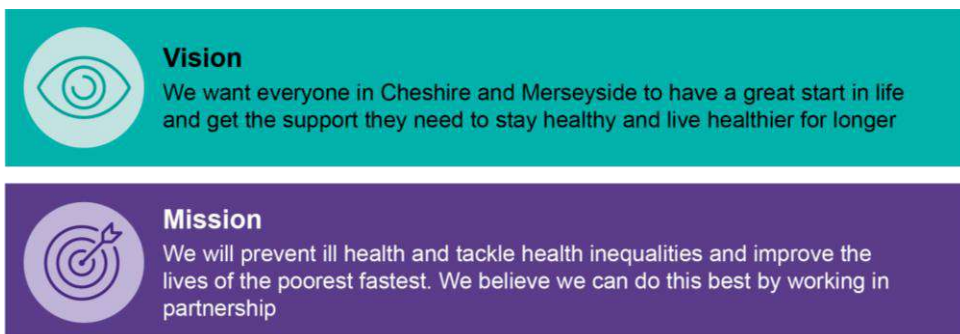 Vision
We want everyone in Cheshire and Merseyside to have a great start in life
and get the support they need to stay healthy and live healthier for longer
Mission
We will prevent ill health and tackle health inequalities and improve the
lives of the poorest fastest. We believe we can do this best by working in
partnership